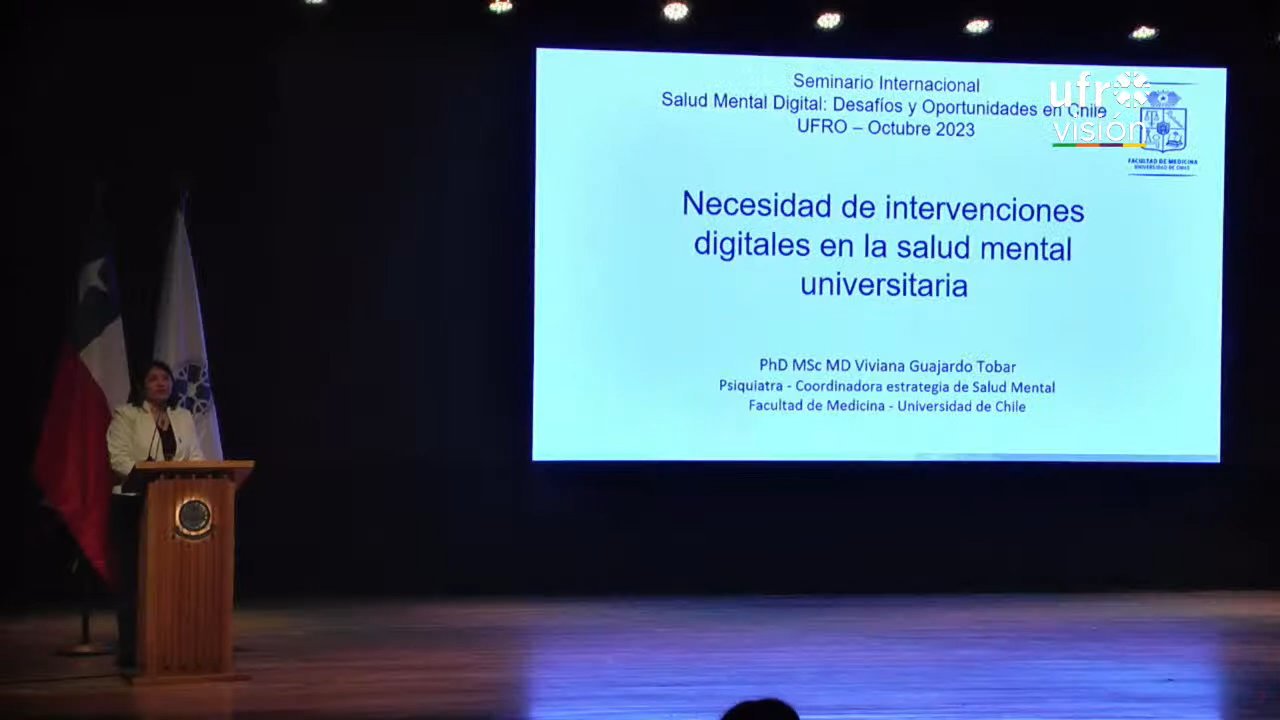 Seminario Internacional
Salud Mental Digital: Desafíos y Oportunidades en Chile
UFRO – Octubre 2023
ufro
visión
FACULTAD DE MEDICINA
UNIVERSIDAD DE CHILE
Necesidad de intervenciones
digitales en la salud mental
universitaria
PhD MSc MD Viviana Guajardo Tobar
Psiquiatra - Coordinadora estrategia de Salud Mental
Facultad de Medicina - Universidad de Chile